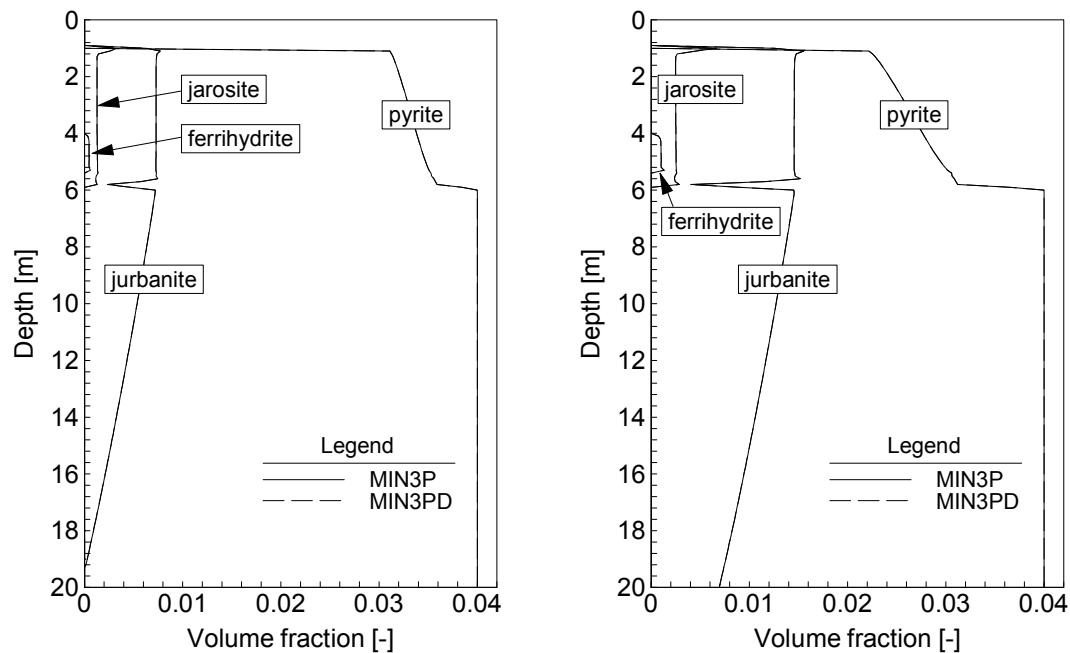 0
2
4
6
8
10
12
14
16
18
20
Depth [m]
jarosite
ferrihydrite
pyrite
jurbanite
Legend
MIN3P
MIN3PD
0 0.01 0.02 0.03 0.04
Volume fraction [-]
0
2
4
6
8
10
12
14
16
18
20
Depth [m]
jarosite
pyrite
ferrihydrite
jurbanite
Legend
MIN3P
MIN3PD
0 0.01 0.02 0.03 0.04
Volume fraction [-]